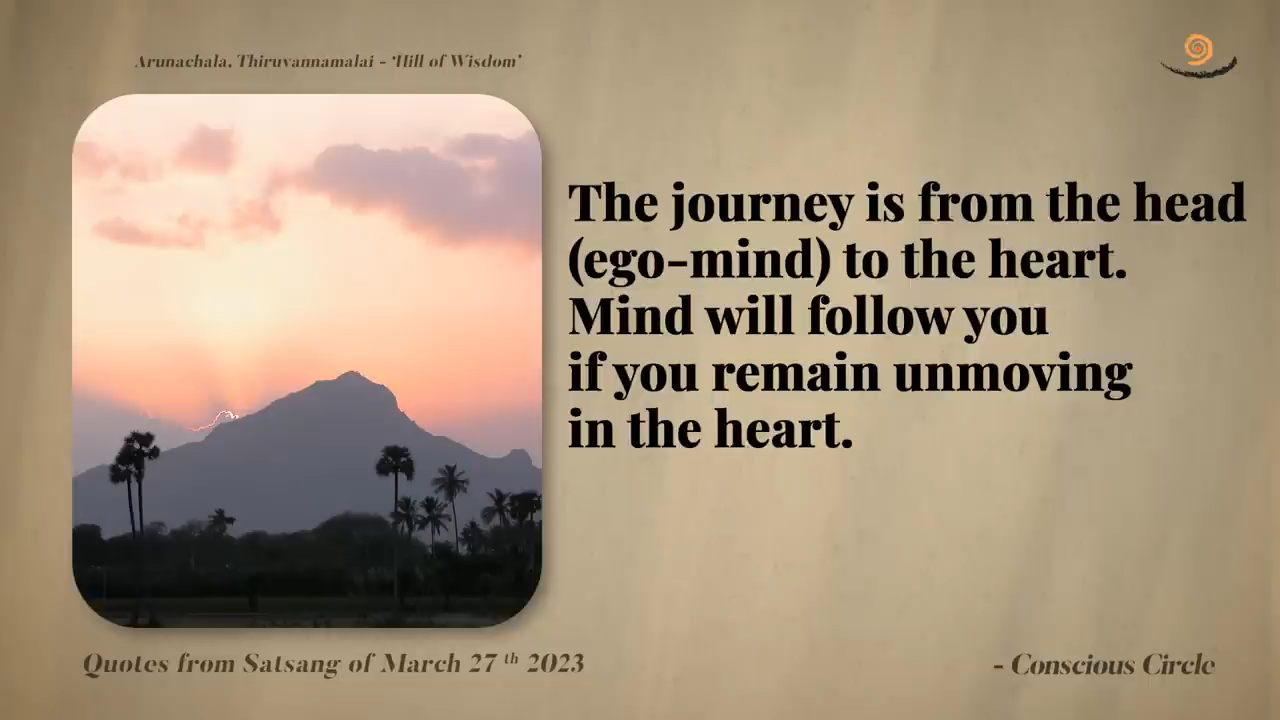 Arunachala, Thiruvannamalai - 'Hill of Wisdom'
The journey is from the head
(ego-mind) to the heart.
Mind will follow you
if you remain unmoving
in the heart.
Quotes from Satsang of March 27 th 2023
- Conscious Circle